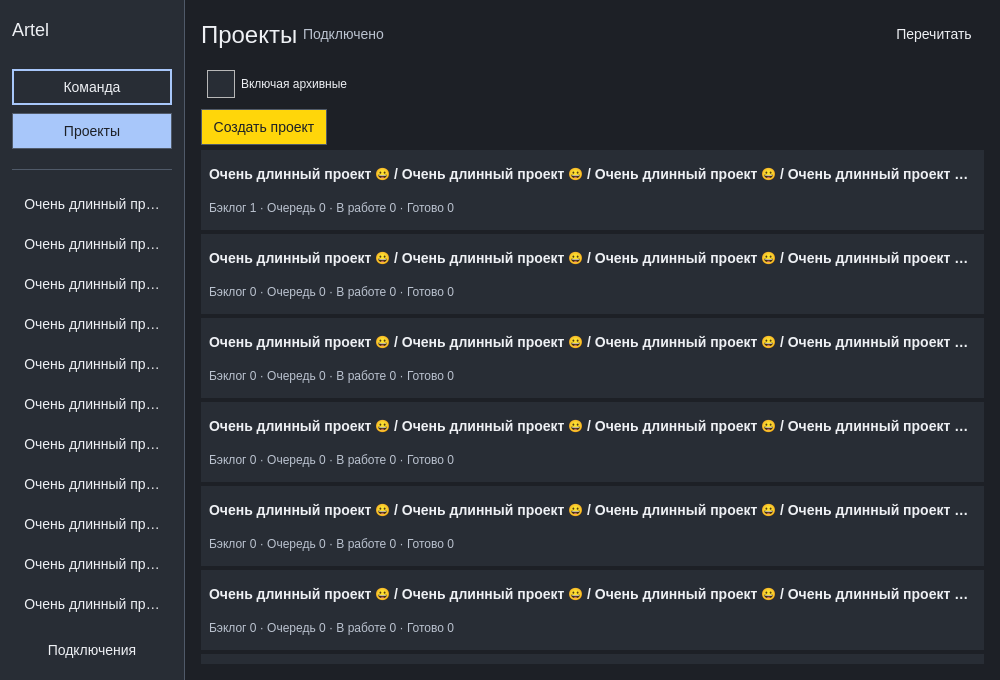 Artel
Команда
Проекты
Очень длинный пр…
Очень длинный пр…
Очень длинный пр…
Очень длинный пр…
Очень длинный пр…
Очень длинный пр…
Очень длинный пр…
Очень длинный пр…
Очень длинный пр…
Очень длинный пр…
Очень длинный пр…
Подключения
Проекты Подключено
Перечитать
Включая архивные
Создать проект
Очень длинный проект 😀 / Очень длинный проект 😀 / Очень длинный проект 😀 / Очень длинный проект …
Бэклог 1 · Очередь 0 · В работе 0 · Готово 0
Очень длинный проект 😀 / Очень длинный проект 😀 / Очень длинный проект 😀 / Очень длинный проект …
Бэклог 0 · Очередь 0 · В работе 0 · Готово 0
Очень длинный проект 😀 / Очень длинный проект 😀 / Очень длинный проект 😀 / Очень длинный проект …
Бэклог 0 · Очередь 0 · В работе 0 · Готово 0
Очень длинный проект 😀 / Очень длинный проект 😀 / Очень длинный проект 😀 / Очень длинный проект …
Бэклог 0 · Очередь 0 · В работе 0 · Готово 0
Очень длинный проект 😀 / Очень длинный проект 😀 / Очень длинный проект 😀 / Очень длинный проект …
Бэклог 0 · Очередь 0 · В работе 0 · Готово 0
Очень длинный проект 😀 / Очень длинный проект 😀 / Очень длинный проект 😀 / Очень длинный проект …
Бэклог 0 · Очередь 0 · В работе 0 · Готово 0